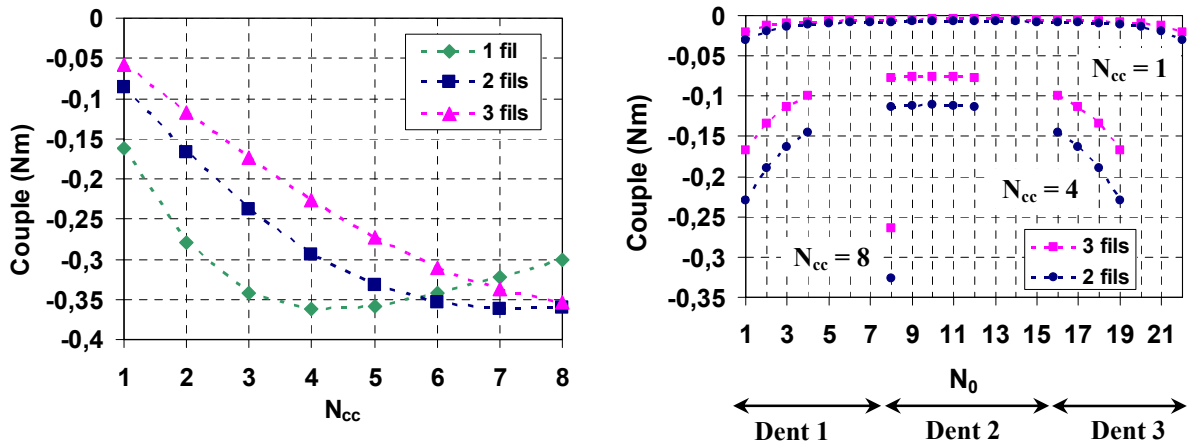 Couple (Nm)
0
-0,05
-0,1
-0,15
-0,2
-0,25
-0,3
-0,35
-0,4
1 fil
2 fils
3 fils
1 2 3 4 5 6 7 8
Ncc
Couple (Nm)
0
-0,05
-0,1
-0,15
-0,2
-0,25
-0,3
-0,35
Ncc = 1
Ncc = 4
Ncc = 8
3 fils
2 fils
1 3 5 7 9 11 13 15 17 19 21
N0
Dent 1 Dent 2 Dent 3